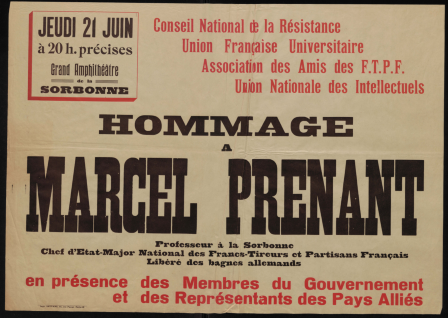 JEUDI 21 JUIN
à 20 h. précises
Grand Amphithéâtre
de la
SORBONNE
Conseil National de la Résistance
Union Française Universitaire
Association des Amis des F.T.P.F.
Union Nationale des Intellectuels
HOMMAGE
A
MARCEL PRENANT
Professeur à la Sorbonne
Chef d'Etat-Major National des Francs-Tireurs et Partisans Français
Libéré des bagnes allemands
en présence des Membres du Gouvernement
et des Représentants des Pays Alliés